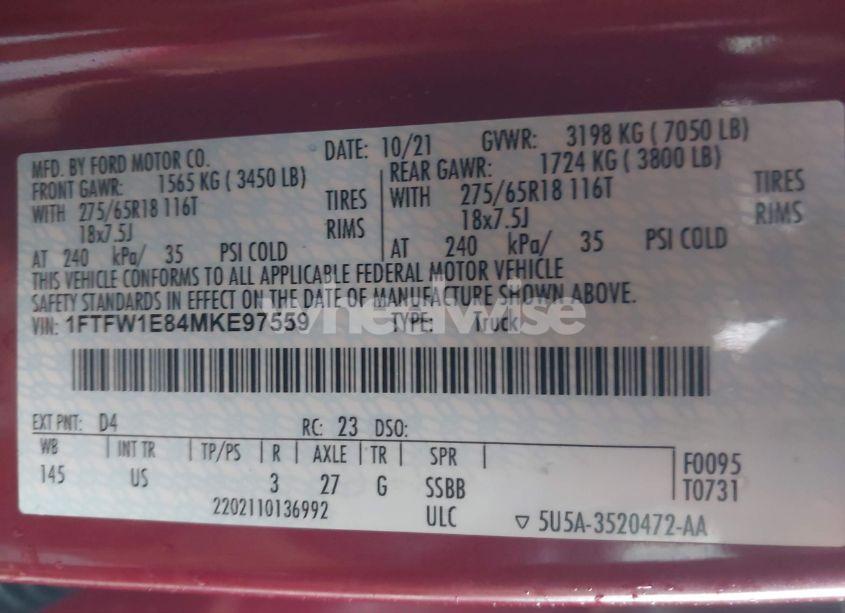 MFD. BY FORD MOTOR CO. DATE: 10/21 GVWR: 3198 KG ( 7050 LB)
FRONT GAWR: 1565 KG ( 3450 LB) REAR GAWR: 1724 KG ( 3800 LB)
WITH 275/65R18 116T TIRES WITH 275/65R18 116T TIRES
18x7.5J RIMS 18x7.5J RIMS
AT 240 kPa/ 35 PSI COLD AT 240 kPa/ 35 PSI COLD
THIS VEHICLE CONFORMS TO ALL APPLICABLE FEDERAL MOTOR VEHICLE
SAFETY STANDARDS IN EFFECT ON THE DATE OF MANUFACTURE SHOWN ABOVE.
VIN: 1FTFW1E84MKE97559 TYPE: Truck
wheelwise
EXT PNT: D4 RC: 23 DSO:
WB INT TR TP/PS R AXLE TR SPR F0095
145 US 3 27 G SSBB T0731
2202110136992 ULC ▽ 5U5A-3520472-AA